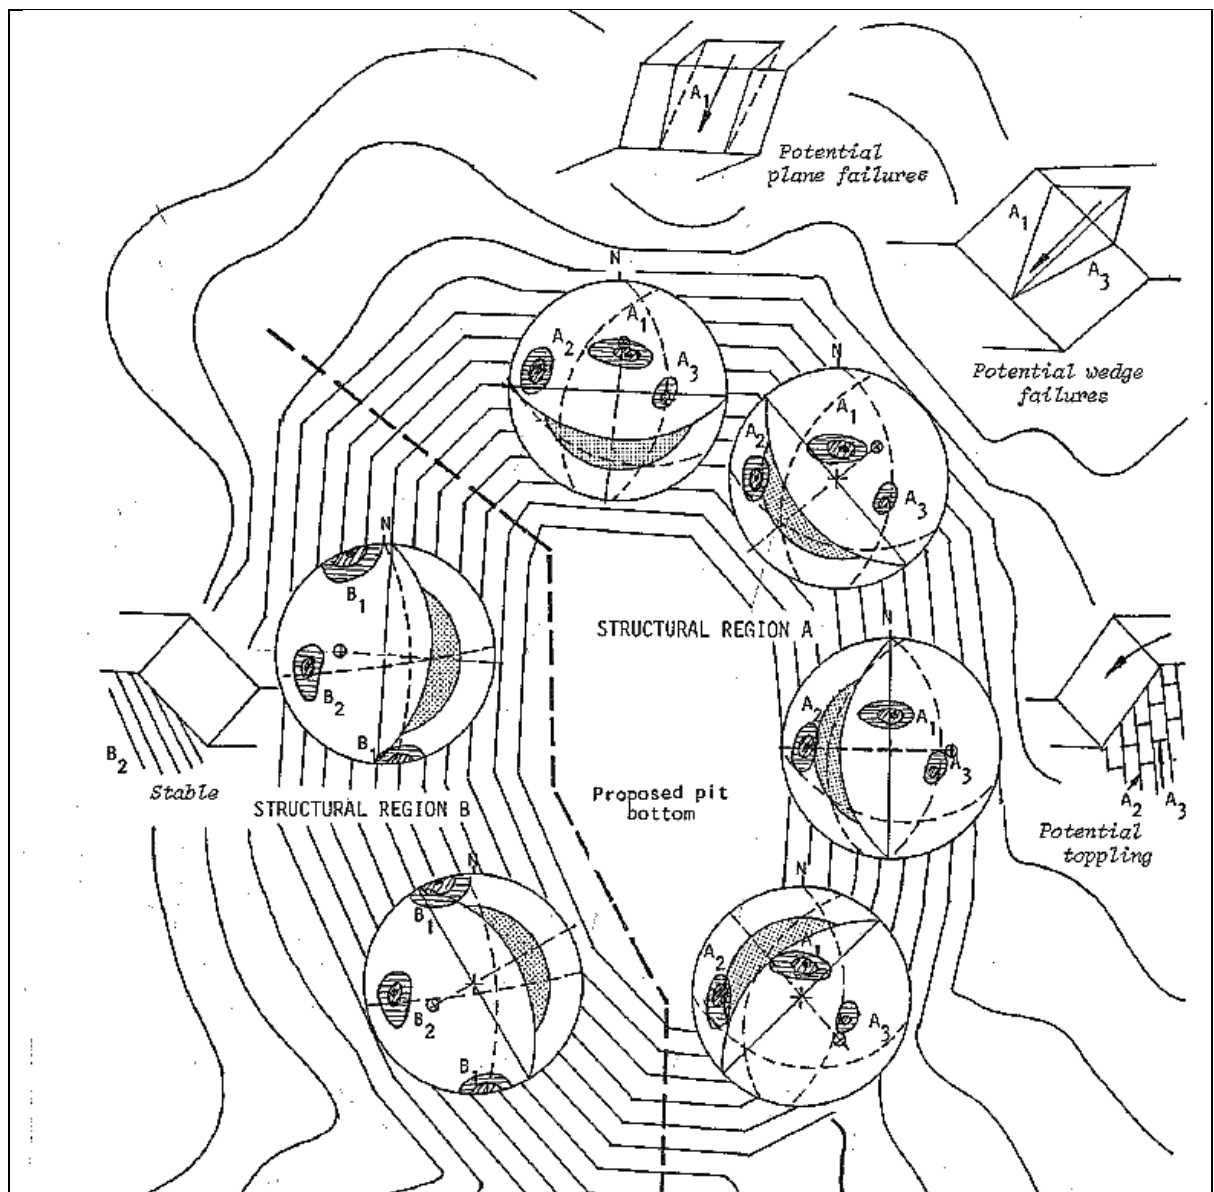 A1
Potential
plane failures
A1
A3
Potential wedge
failures
N
A1
A2
A3
N
A1
A2
A3
N
B1
B2
B1
STRUCTURAL REGION A
N
A2
A1
A3
B2
Stable
STRUCTURAL REGION B
Proposed pit
bottom
A2
A3
Potential
toppling
N
B1
B2
B1
N
A1
A2
A3